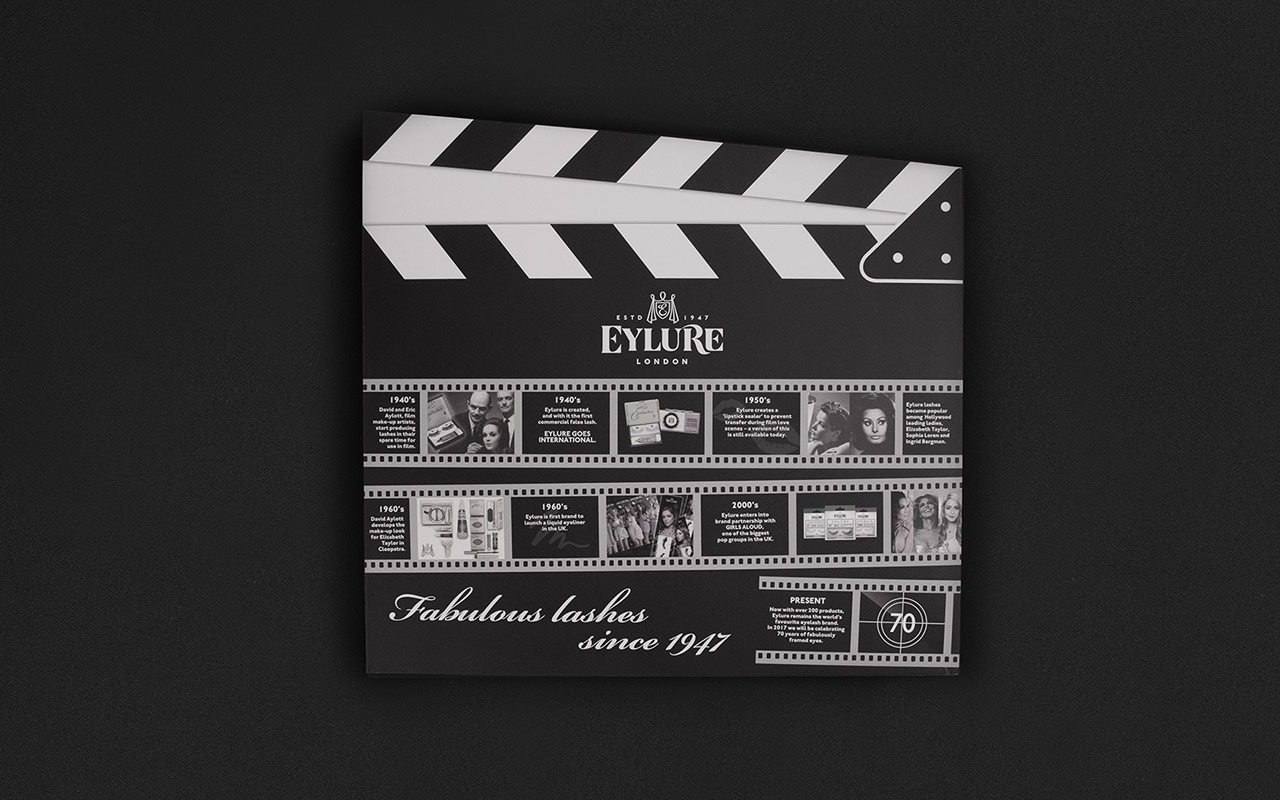 ESTD 1947
EYLURE
LONDON
1940's
David and Eric
Aylott, film
make-up artists,
start producing
lashes in their
spare time for
use in film.
1940's
Eylure is created,
and with it the first
commercial false lash.
EYLURE GOES
INTERNATIONAL.
1950's
Eylure creates a
'lipstick sealer' to prevent
transfer during film love
scenes – a version of this
is still available today.
Eylure lashes
became popular
among Hollywood
leading ladies,
Elizabeth Taylor,
Sophia Loren and
Ingrid Bergman.
1960's
David Aylott
develops the
make-up look
for Elizabeth
Taylor in
Cleopatra.
1960's
Eylure is first brand to
launch a liquid eyeliner
in the UK.
2000's
Eylure enters into
brand partnership with
GIRLS ALOUD,
one of the biggest
pop groups in the UK.
EYLURE EYLURE EYLURE
Fabulous lashes
since 1947
PRESENT
Now with over 200 products,
Eylure remains the world's
favourite eyelash brand.
In 2017 we will be celebrating
70 years of fabulously
framed eyes.
70